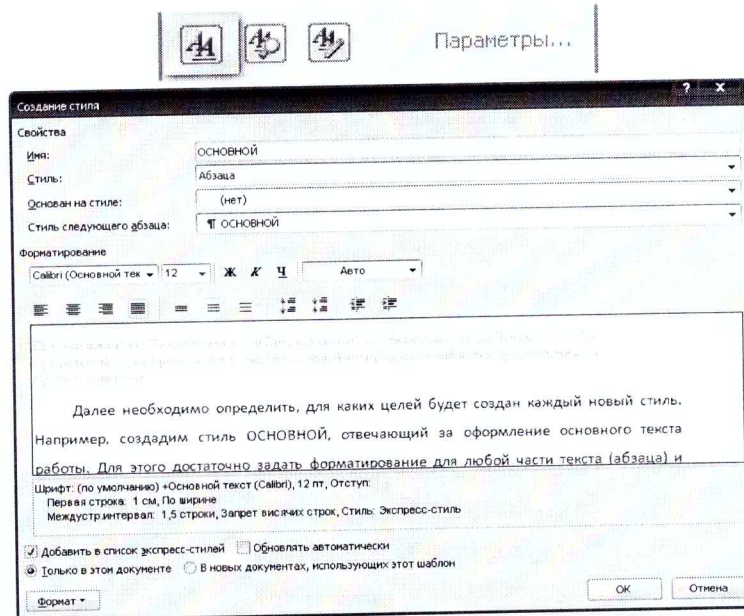 Параметры...
Создание стиля
Свойства
Имя: ОСНОВНОЙ
Стиль: Абзаца
Основан на стиле: (нет)
Стиль следующего абзаца: ¶ ОСНОВНОЙ
Форматирование
Calibri (Основной тек 12 Ж К Ч Авто
Далее необходимо определить, для каких целей будет создан каждый новый стиль.
Например, создадим стиль ОСНОВНОЙ, отвечающий за оформление основного текста
работы. Для этого достаточно задать форматирование для любой части текста (абзаца) и
Шрифт: (по умолчанию) +Основной текст (Calibri), 12 пт, Отступ:
Первая строка: 1 см, По ширине
Междустр.интервал: 1,5 строки, Запрет висячих строк, Стиль: Экспресс-стиль
Добавить в список экспресс-стилей Обновлять автоматически
Только в этом документе В новых документах, использующих этот шаблон
Формат ОК Отмена